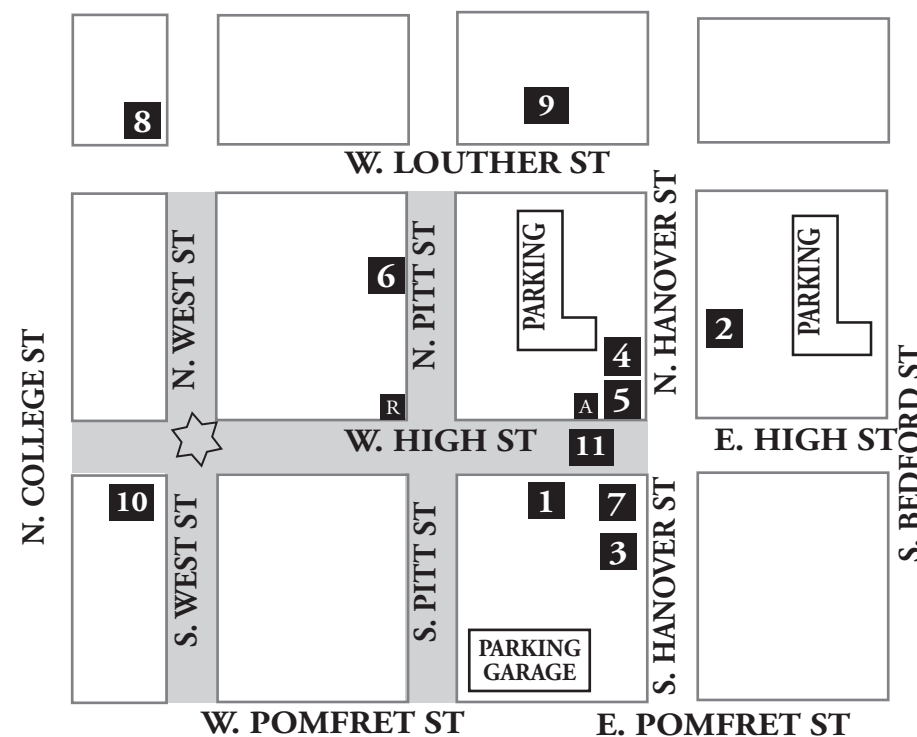 8
9
W. LOUTHER ST
N. COLLEGE ST
N. WEST ST
6
N. PITT ST
PARKING
4
N. HANOVER ST
2
PARKING
S. BEDFORD ST
R
A
5
W. HIGH ST
11
E. HIGH ST
10
S. WEST ST
S. PITT ST
1
7
3
S. HANOVER ST
PARKING
GARAGE
W. POMFRET ST
E. POMFRET ST